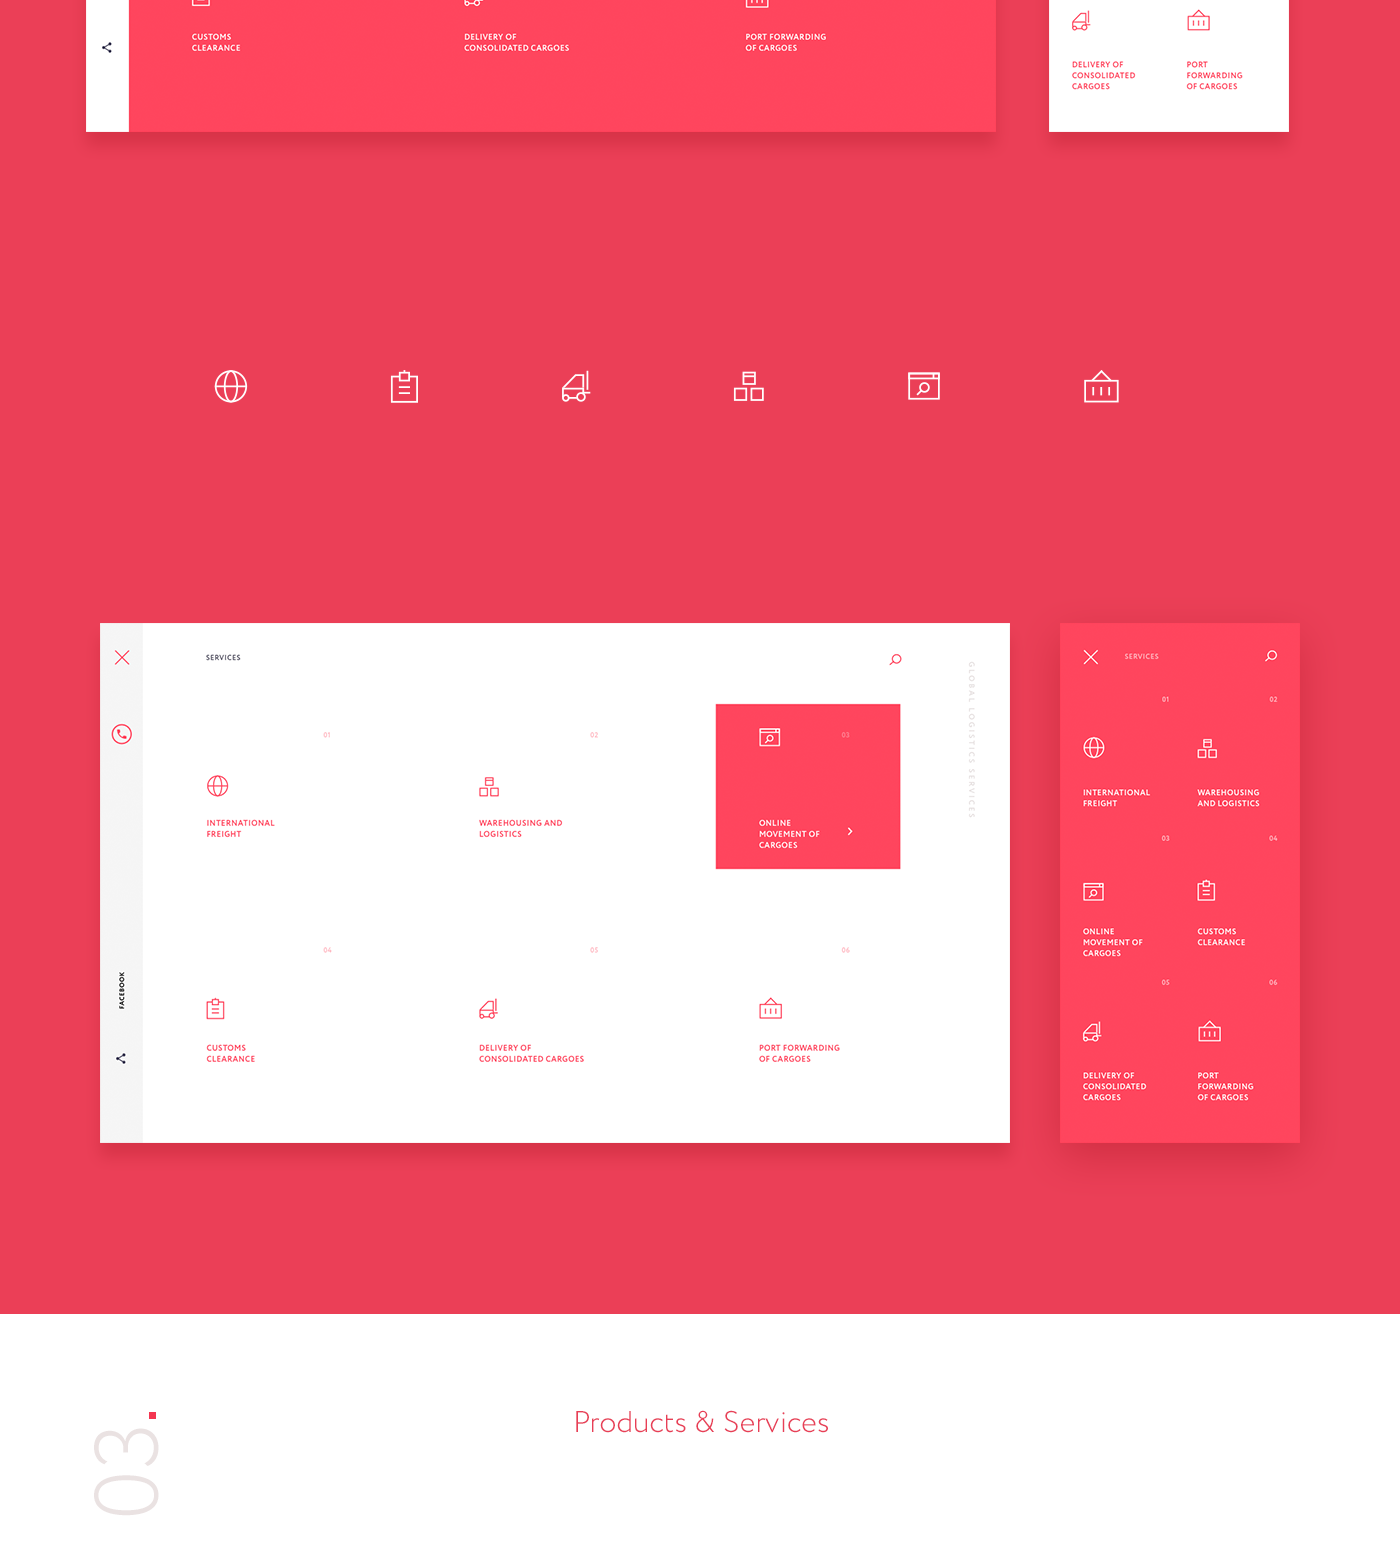 CUSTOMS
CLEARANCE
DELIVERY OF
CONSOLIDATED CARGOES
PORT FORWARDING
OF CARGOES
DELIVERY OF
CONSOLIDATED
CARGOES
PORT
FORWARDING
OF CARGOES
SERVICES
GLOBAL LOGISTICS SERVICES
01
INTERNATIONAL
FREIGHT
02
WAREHOUSING AND
LOGISTICS
03
ONLINE
MOVEMENT OF
CARGOES
04
CUSTOMS
CLEARANCE
05
DELIVERY OF
CONSOLIDATED CARGOES
06
PORT FORWARDING
OF CARGOES
FACEBOOK
SERVICES
01
INTERNATIONAL
FREIGHT
02
WAREHOUSING
AND LOGISTICS
03
ONLINE
MOVEMENT OF
CARGOES
04
CUSTOMS
CLEARANCE
05
DELIVERY OF
CONSOLIDATED
CARGOES
06
PORT
FORWARDING
OF CARGOES
03
Products & Services